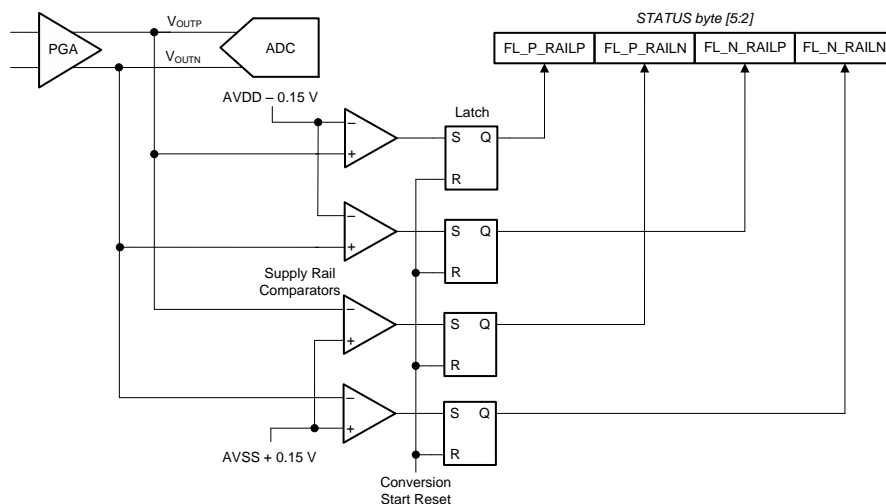 STATUS byte [5:2]
VOUTP
PGA
ADC
VOUTN
FL_P_RAILP
FL_P_RAILN
FL_N_RAILP
FL_N_RAILN
AVDD – 0.15 V
Latch
–
+
S Q
R
–
+
S Q
R
Supply Rail
Comparators
–
+
S Q
R
–
+
S Q
R
AVSS + 0.15 V
Conversion
Start Reset